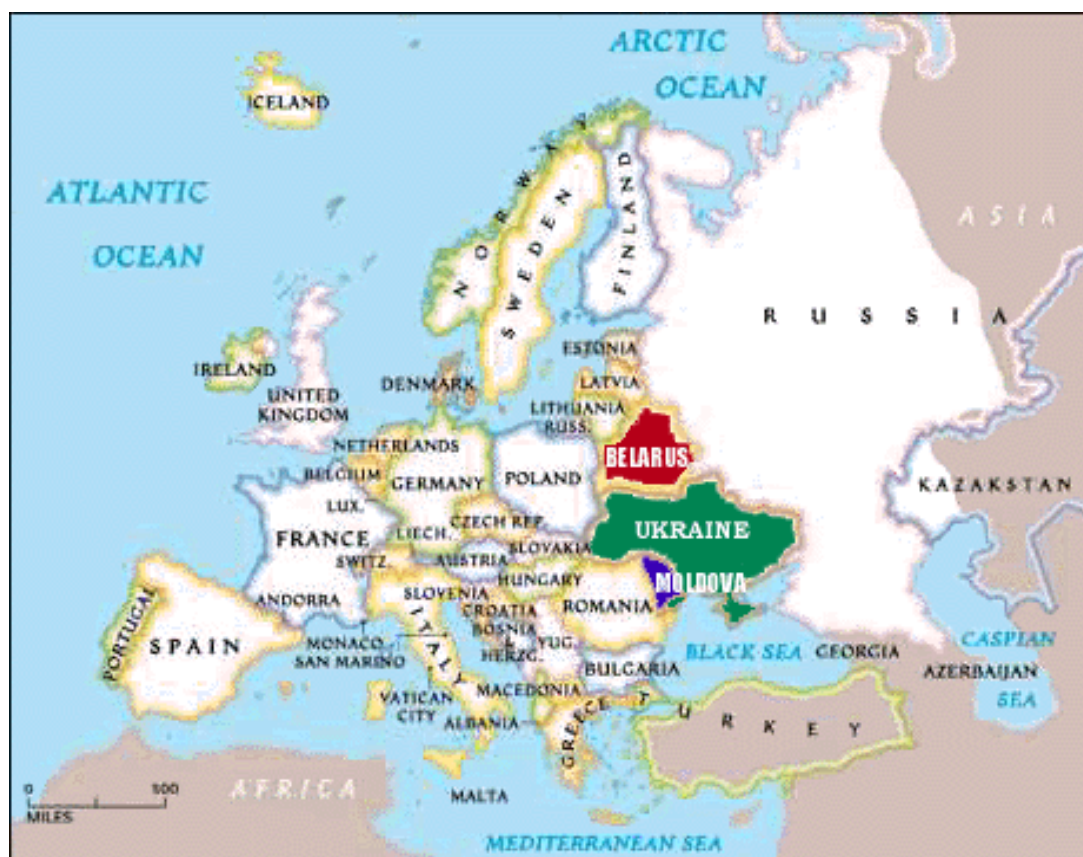 ARCTIC
OCEAN
ICELAND
ATLANTIC
OCEAN
ASIA
NORWAY
SWEDEN
FINLAND
RUSSIA
ESTONIA
IRELAND
DENMARK
LATVIA
UNITED
KINGDOM
LITHUANIA
RUSS.
NETHERLANDS
BELARUS
BELGIUM
GERMANY
POLAND
KAZAKSTAN
LUX.
CZECH REP.
UKRAINE
FRANCE
LIECH.
SLOVAKIA
SWITZ.
AUSTRIA
HUNGARY
MOLDOVA
SLOVENIA
ROMANIA
ANDORRA
CROATIA
PORTUGAL
SPAIN
MONACO
ITALY
BOSNIA
&
HERZG.
YUG.
SAN MARINO
BULGARIA
BLACK SEA
GEORGIA
CASPIAN
SEA
AZERBAIJAN
VATICAN
CITY
MACEDONIA
ALBANIA
GREECE
TURKEY
0 500
MILES
AFRICA
MALTA
MEDITERRANEAN SEA